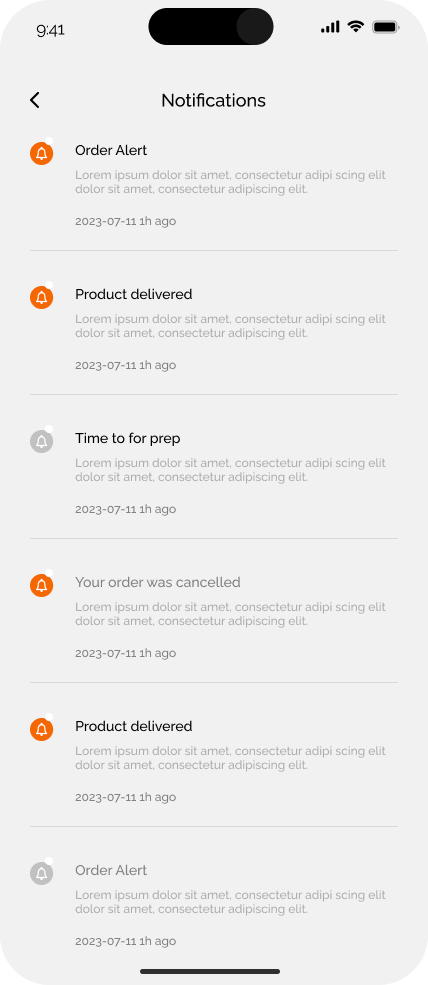 9:41
Notifications
Order Alert
Lorem ipsum dolor sit amet, consectetur adipi scing elit
dolor sit amet, consectetur adipiscing elit.
2023-07-11 1h ago
Product delivered
Lorem ipsum dolor sit amet, consectetur adipi scing elit
dolor sit amet, consectetur adipiscing elit.
2023-07-11 1h ago
Time to for prep
Lorem ipsum dolor sit amet, consectetur adipi scing elit
dolor sit amet, consectetur adipiscing elit.
2023-07-11 1h ago
Your order was cancelled
Lorem ipsum dolor sit amet, consectetur adipi scing elit
dolor sit amet, consectetur adipiscing elit.
2023-07-11 1h ago
Product delivered
Lorem ipsum dolor sit amet, consectetur adipi scing elit
dolor sit amet, consectetur adipiscing elit.
2023-07-11 1h ago
Order Alert
Lorem ipsum dolor sit amet, consectetur adipi scing elit
dolor sit amet, consectetur adipiscing elit.
2023-07-11 1h ago